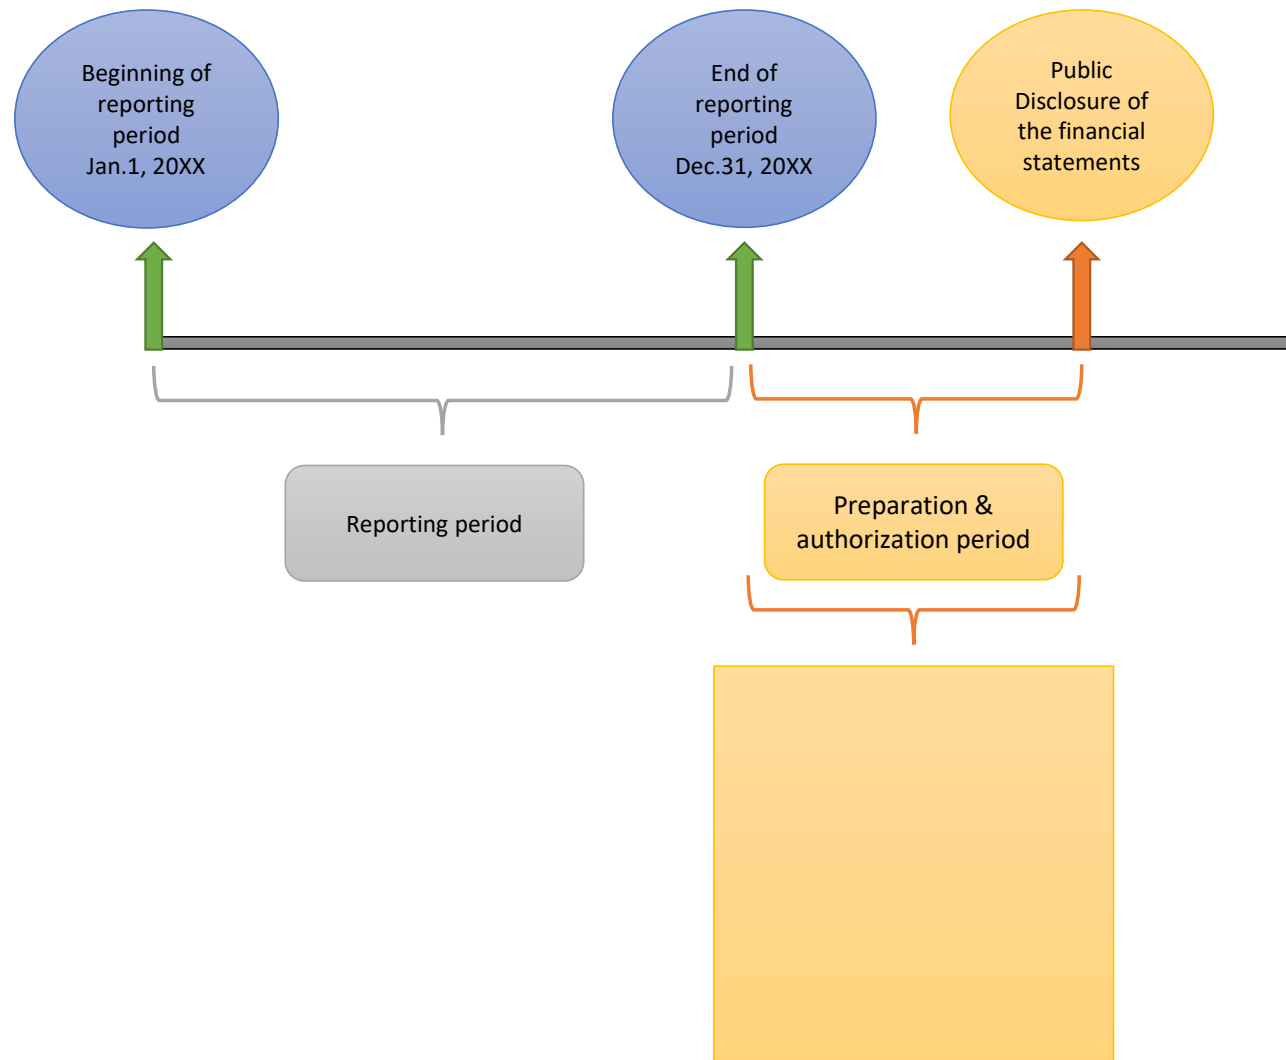 Beginning of
reporting
period
Jan.1, 20XX
End of
reporting
period
Dec.31, 20XX
Public
Disclosure of
the financial
statements
Reporting period
Preparation &
authorization period